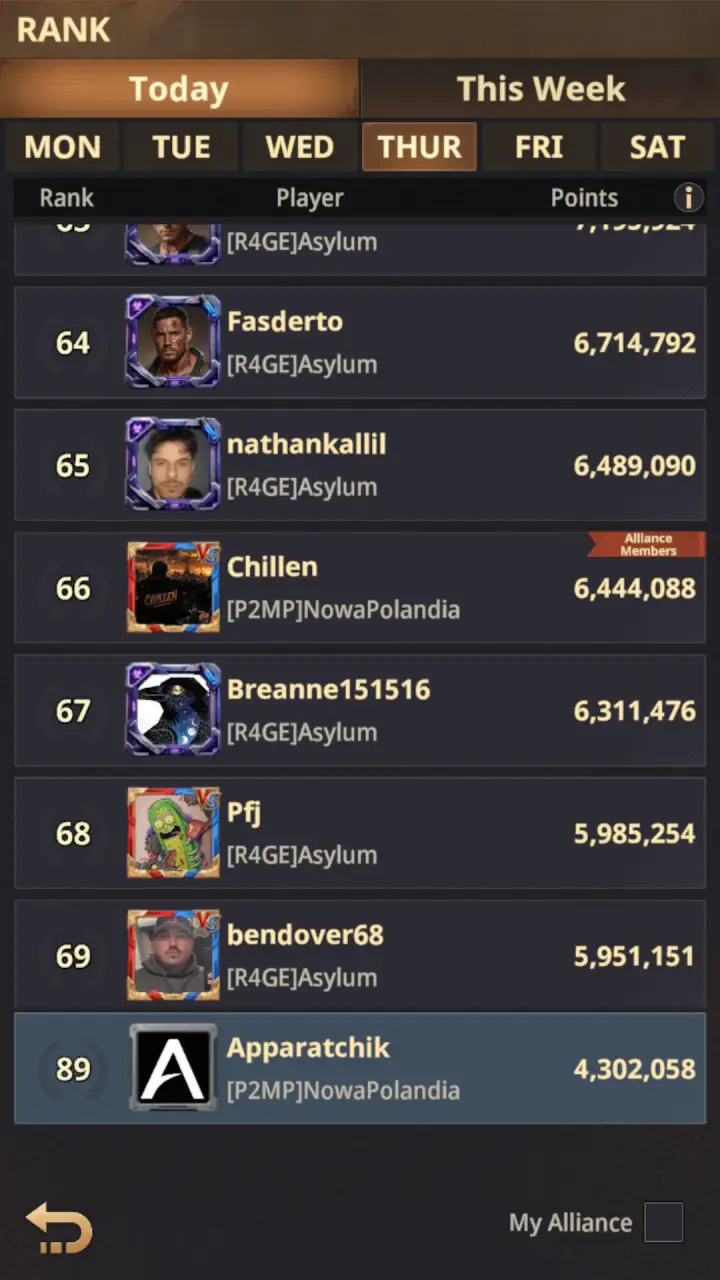 RANK
Today
This Week
MON
TUE
WED
THUR
FRI
SAT
Rank
Player
Points
i
[R4GE]Asylum
64
Fasderto
[R4GE]Asylum
6,714,792
65
nathankallil
[R4GE]Asylum
6,489,090
Alliance
Members
66
CHILLEN
Chillen
[P2MP]NowaPolandia
6,444,088
67
Breanne151516
[R4GE]Asylum
6,311,476
68
VS
Pfj
[R4GE]Asylum
5,985,254
69
VS
bendover68
[R4GE]Asylum
5,951,151
89
A
Apparatchik
[P2MP]NowaPolandia
4,302,058
My Alliance